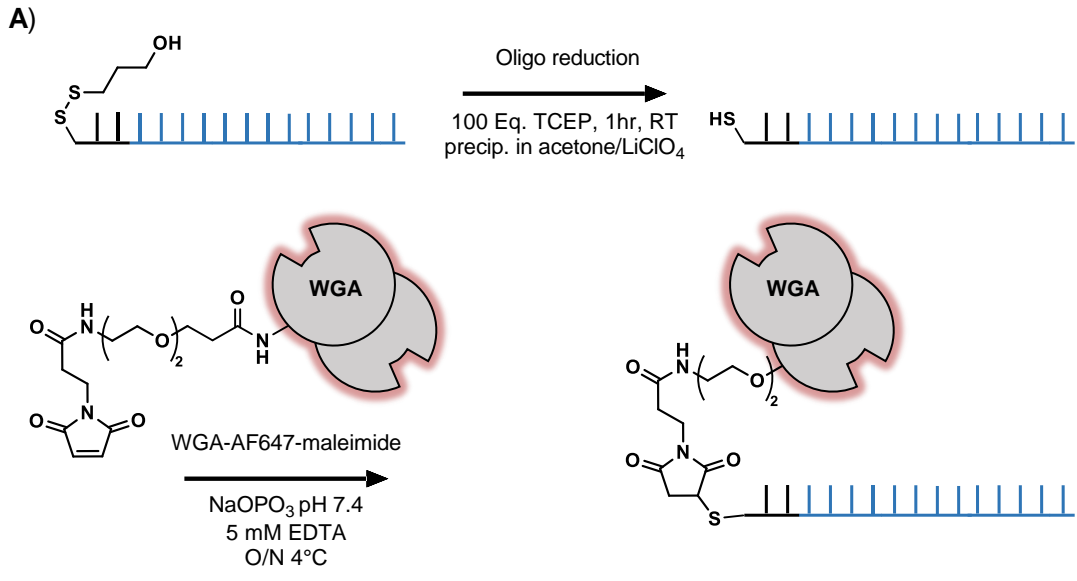 A)
OH
S
S
Oligo reduction
100 Eq. TCEP, 1hr, RT
precip. in acetone/LiClO4
HS
WGA
O
H
N
O
2
O
N
H
O
N
O
WGA-AF647-maleimide
NaOPO3 pH 7.4
5 mM EDTA
O/N 4°C
WGA
O
H
N
O
2
N
O
O
S